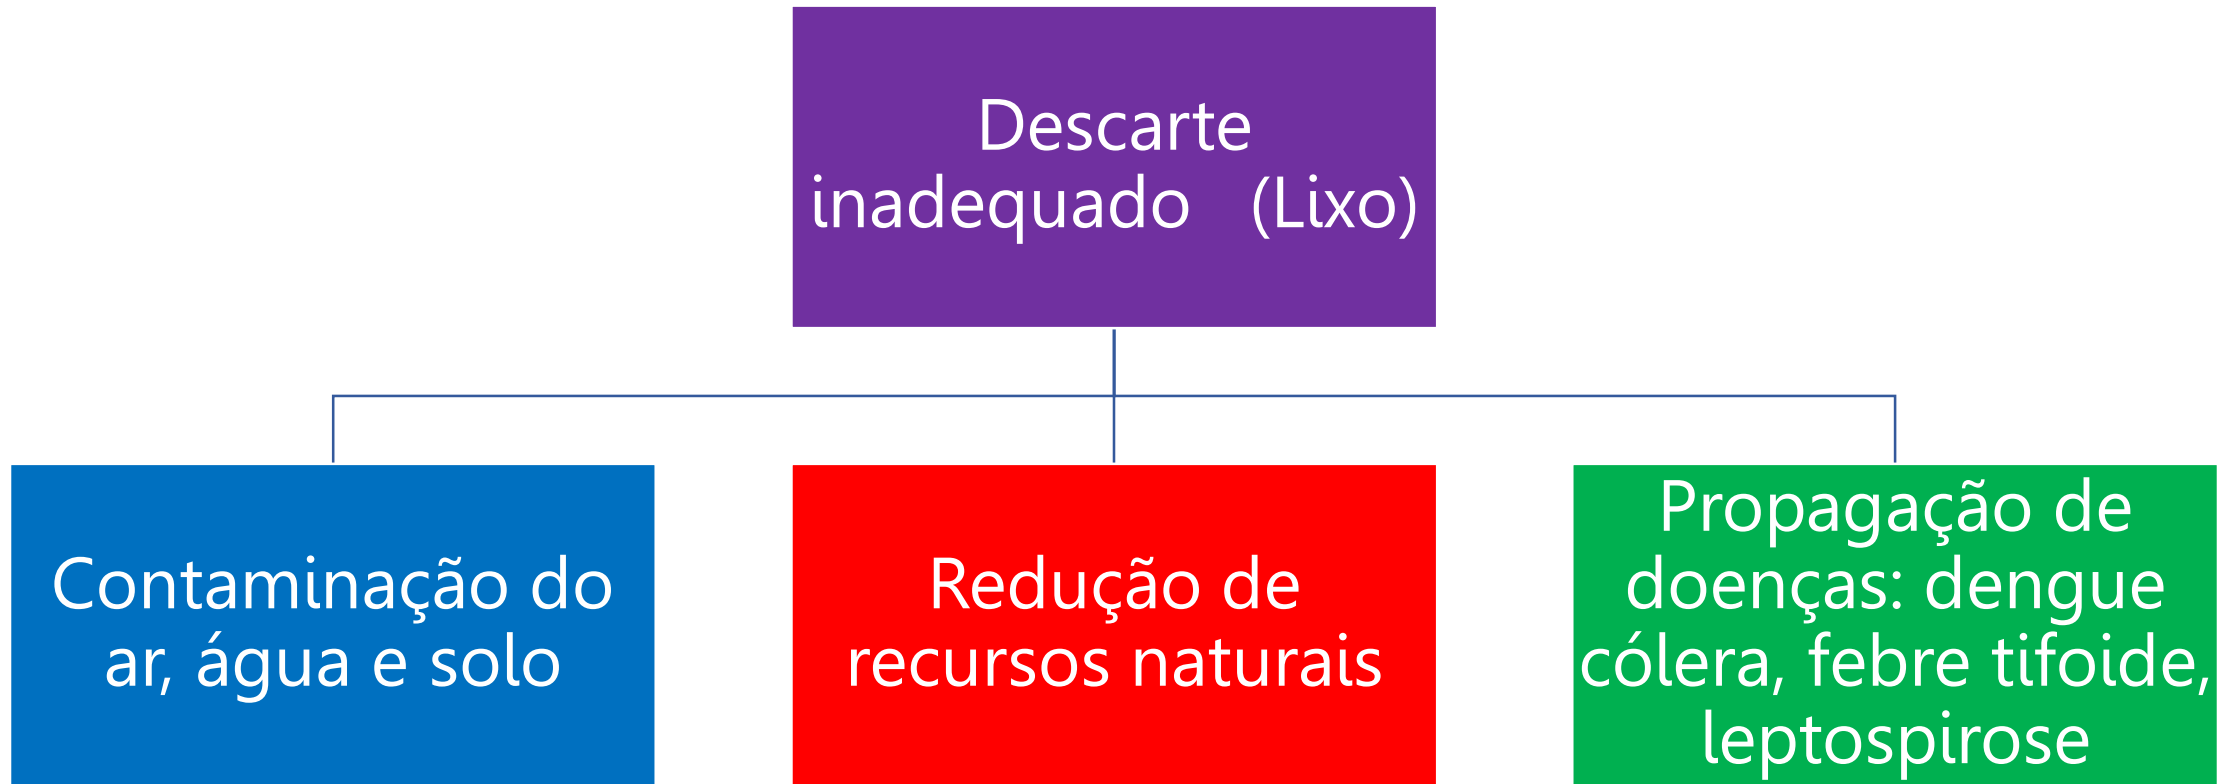 Descarte
inadequado (Lixo)
Contaminação do
ar, água e solo
Redução de
recursos naturais
Propagação de
doenças: dengue
cólera, febre tifoide,
leptospirose